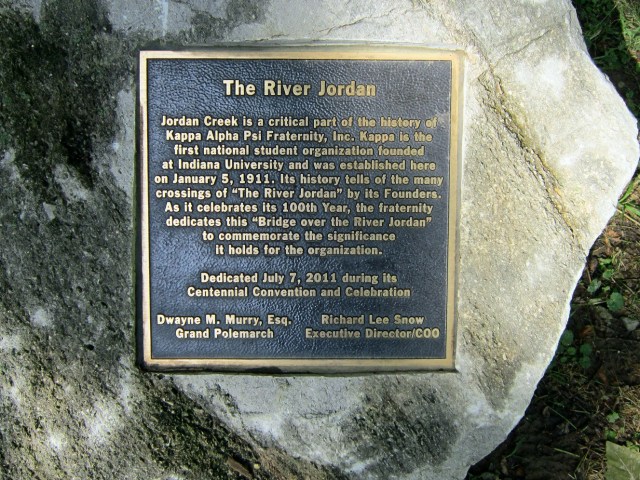 The River Jordan
Jordan Creek is a critical part of the history of
Kappa Alpha Psi Fraternity, Inc. Kappa is the
first national student organization founded
at Indiana University and was established here
on January 5, 1911. Its history tells of the many
crossings of "The River Jordan" by its Founders.
As it celebrates its 100th Year, the fraternity
dedicates this "Bridge over the River Jordan"
to commemorate the significance
it holds for the organization.
Dedicated July 7, 2011 during its
Centennial Convention and Celebration
Dwayne M. Murry, Esq. Richard Lee Snow
Grand Polemarch Executive Director/COO